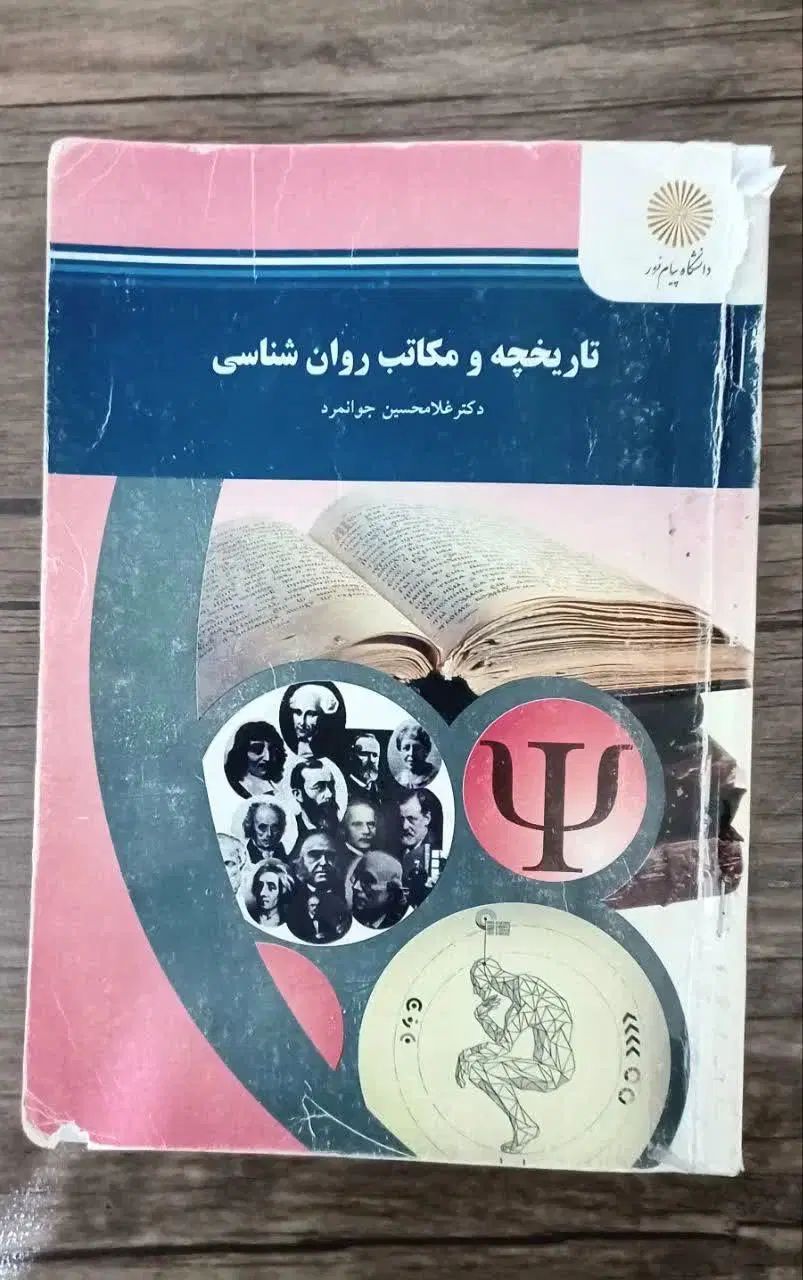 دانشگاه پیام نور
تاریخچه و مکاتب روان شناسی
دکتر غلامحسین جوانمرد
Ψ